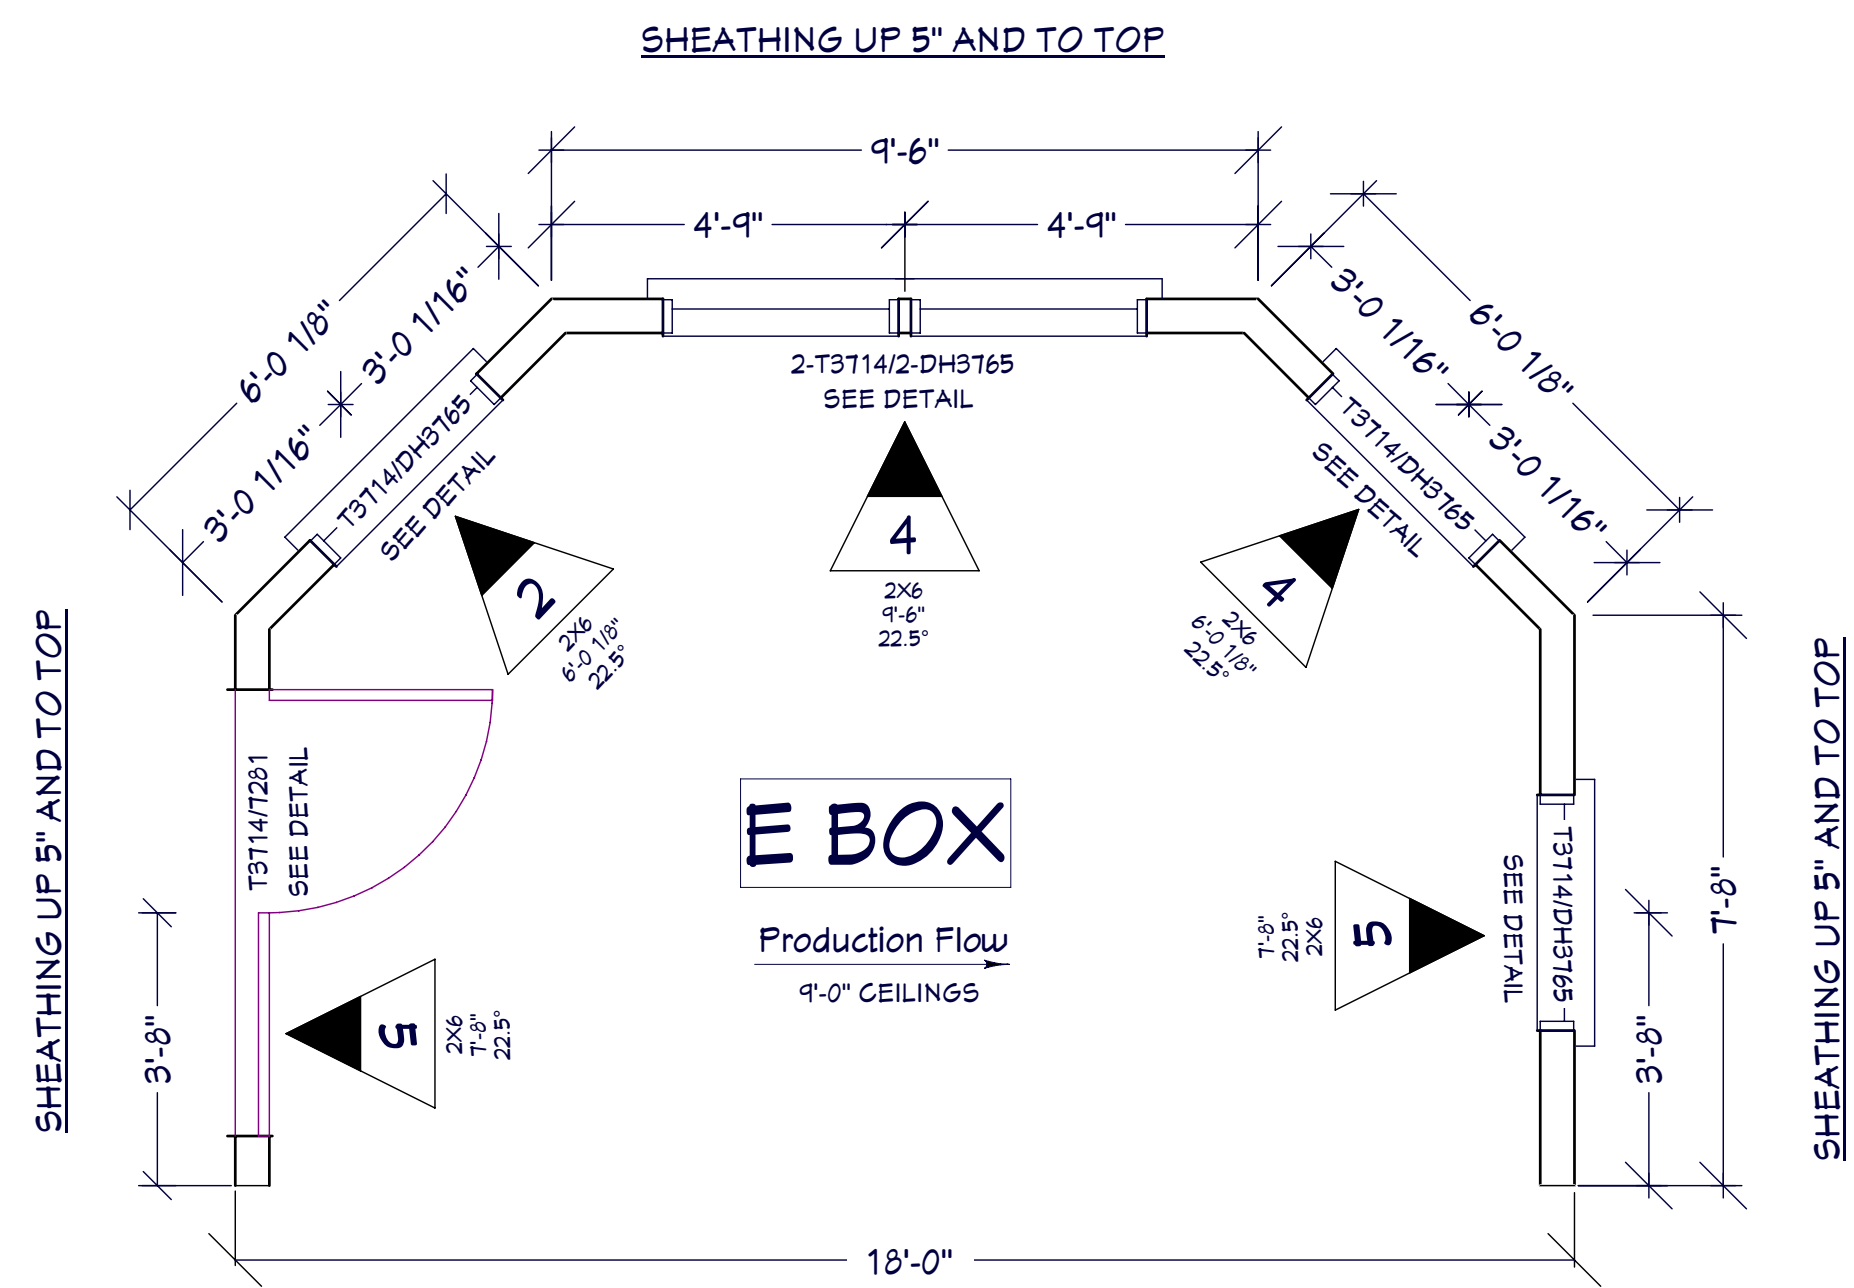 SHEATHING UP 5" AND TO TOP
9'-6"
4'-9"
4'-9"
6'-0 1/8"
3'-0 1/16"
3'-0 1/16"
T3714/DH3765
SEE DETAIL
2-T3714/2-DH3765
SEE DETAIL
3'-0 1/16"
6'-0 1/8"
3'-0 1/16"
T3714/DH3765
SEE DETAIL
2
2X6
6'-0 1/8"
22.5°
4
2X6
9'-6"
22.5°
4
2X6
6'-0 1/8"
22.5°
SHEATHING UP 5" AND TO TOP
T3714/7281
SEE DETAIL
3'-8"
5
2X6
7'-8"
22.5°
E BOX
Production Flow
9'-0" CEILINGS
5
2X6
22.5°
7'-8"
SEE DETAIL
T3714/DH3765
3'-8"
7'-8"
SHEATHING UP 5" AND TO TOP
18'-0"